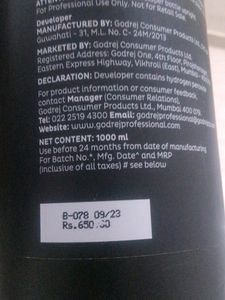 For Professional Use Only. Not For Retail Sale.
Developer
MANUFACTURED BY: Godrej Consumer Products Ltd.
Guwahati - 31, M.L. No. C- 24M/2013
MARKETED BY: Godrej Consumer Products Ltd.
Registered Address: Godrej One, 4th Floor, Pirojshanagar,
Eastern Express Highway, Vikhroli (East), Mumbai
DECLARATION: Developer contains hydrogen peroxide
For product information or consumer feedback,
contact Manager (Consumer Relations),
Godrej Consumer Products Ltd., Mumbai 400 079.
Tel: 022 2519 4300 Email:
Website: www.godrejprofessional.com
NET CONTENT: 1000 ml
Use before 24 months from date of manufacturing
For Batch No.*, Mfg. Date^ and MRP
(inclusive of all taxes) # see below
B-078 09/23
Rs.650.00